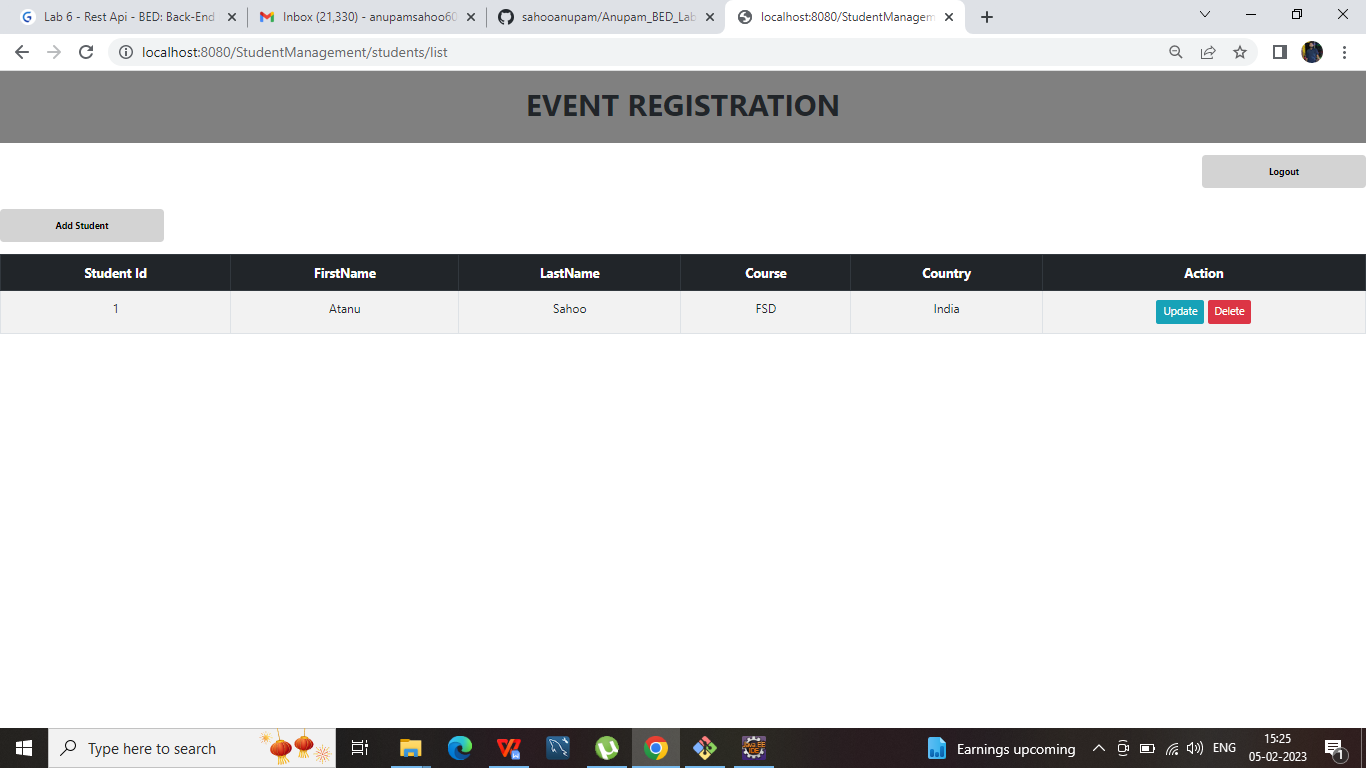 Lab 6 - Rest Api - BED: Back-End
Inbox (21,330) - anupamsahoo60
sahooanupam/Anupam_BED_Lab
localhost:8080/StudentManagem
localhost:8080/StudentManagement/students/list
EVENT REGISTRATION
Logout
Add Student
Student Id FirstName LastName Course Country Action
1 Atanu Sahoo FSD India Update Delete
Type here to search
Earnings upcoming
ENG
15:25
05-02-2023
1